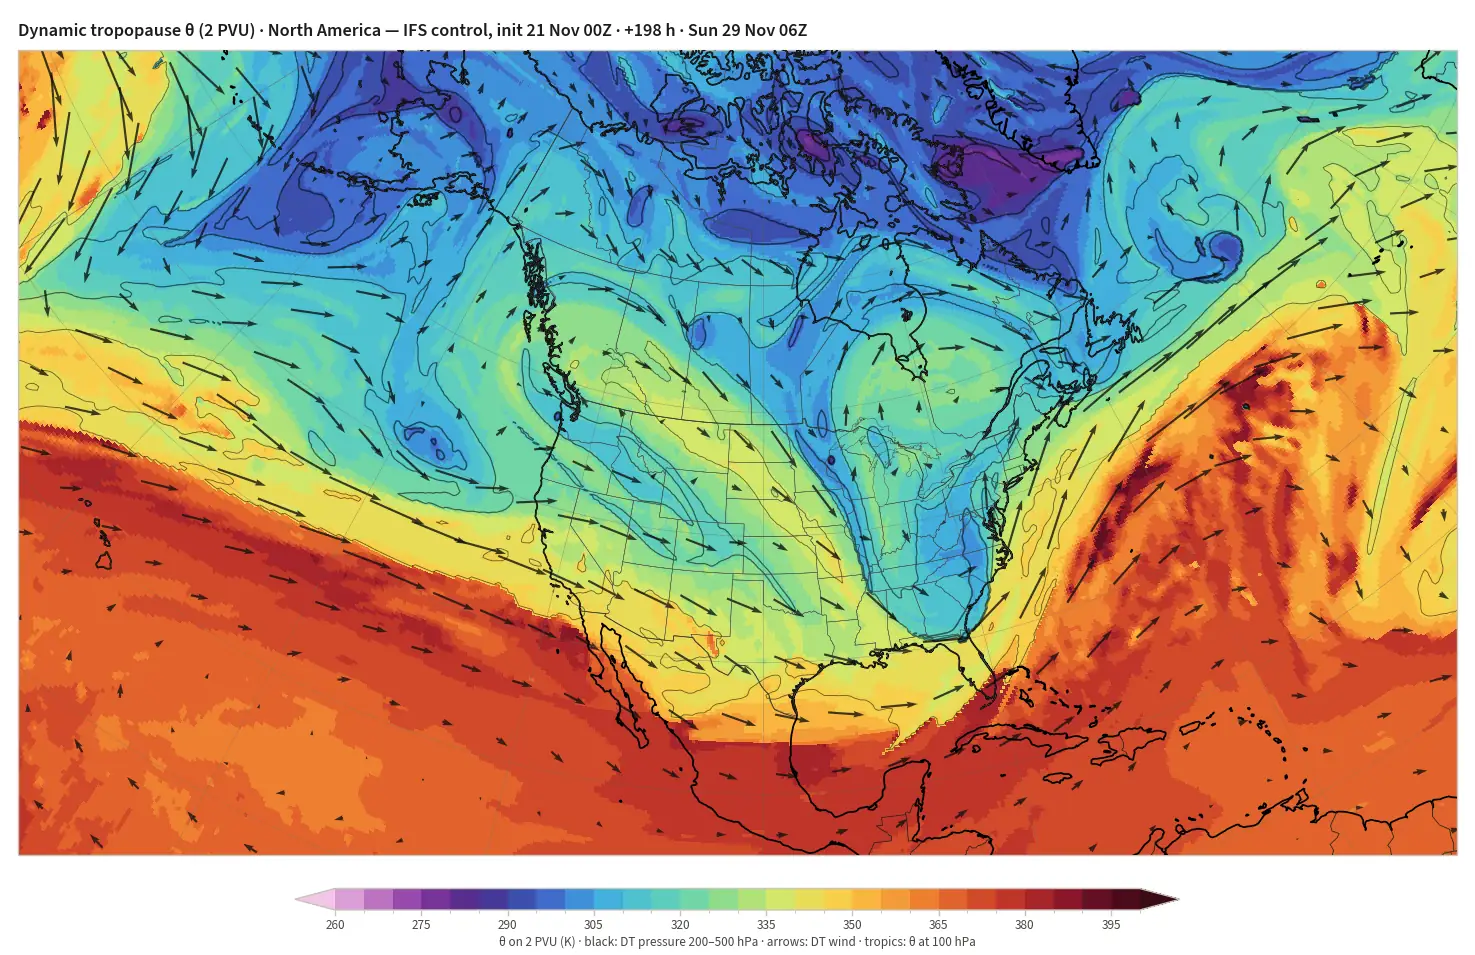 Dynamic tropopause θ (2 PVU) · North America — IFS control, init 21 Nov 00Z · +198 h · Sun 29 Nov 06Z
260 275 290 305 320 335 350 365 380 395
θ on 2 PVU (K) · black: DT pressure 200–500 hPa · arrows: DT wind · tropics: θ at 100 hPa